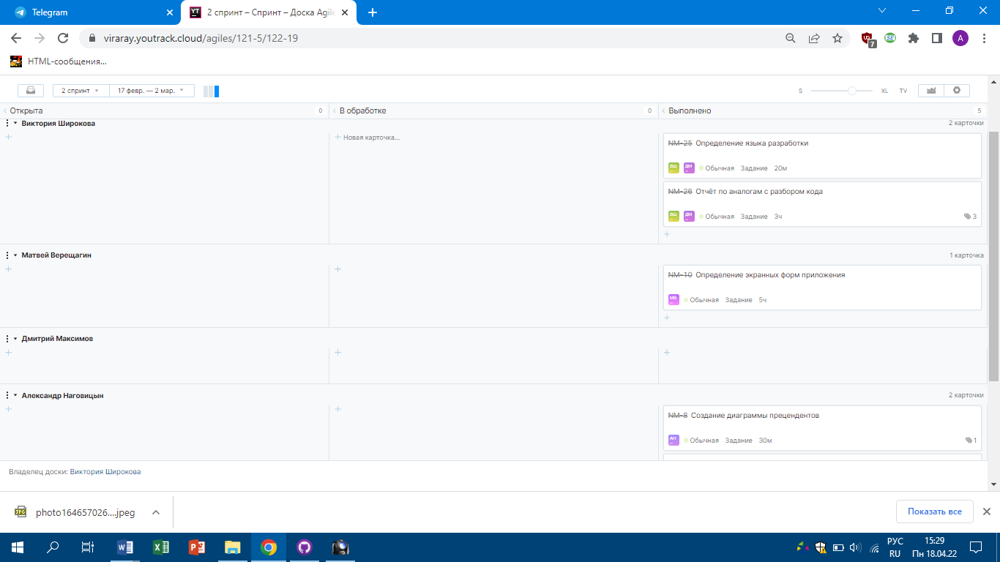 Telegram
2 спринт – Спринт – Доска Agile
viraray.youtrack.cloud/agiles/121-5/122-19
7
A
HTML-сообщения...
2 спринт
17 февр. — 2 мар.
S
XL
TV
Открыта
0
В обработке
0
Выполнено
5
Виктория Широкова
2 карточки
Новая карточка...
NM-25 Определение языка разработки
ВШ ДМ Обычная Задание 20м
NM-26 Отчёт по аналогам с разбором кода
ВШ ДМ Обычная Задание 3ч 3
Матвей Верещагин
1 карточка
NM-10 Определение экранных форм приложения
МВ Обычная Задание 5ч
Дмитрий Максимов
Александр Наговицын
2 карточки
NM-8 Создание диаграммы прецендентов
АН Обычная Задание 30м 1
Владелец доски: Виктория Широкова
photo164657026....jpeg
Показать все
РУС
RU
15:29
Пн 18.04.22